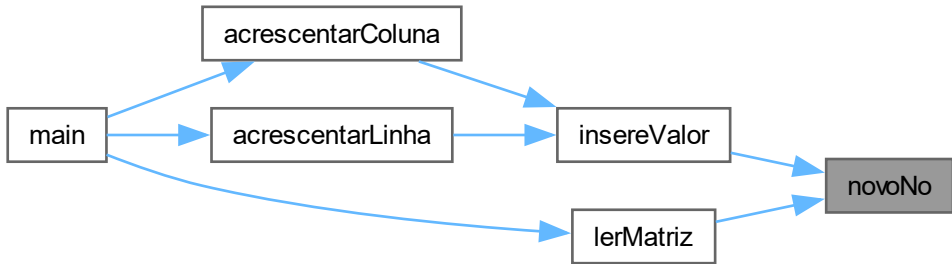 acrescentarColuna
main
acrescentarLinha
insereValor
novoNo
lerMatriz